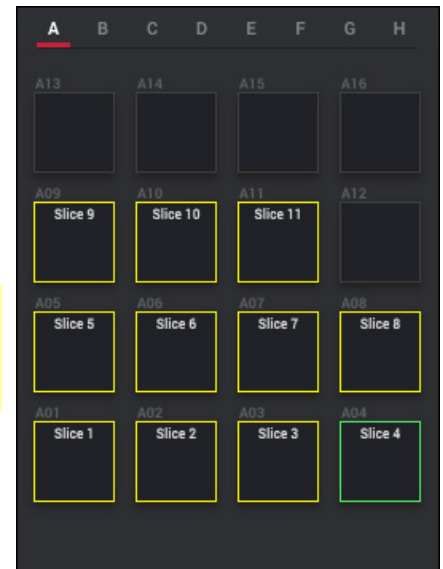 A B C D E F G H
A13 A14 A15 A16
A09 A10 A11 A12
Slice 9 Slice 10 Slice 11
A05 A06 A07 A08
Slice 5 Slice 6 Slice 7 Slice 8
A01 A02 A03 A04
Slice 1 Slice 2 Slice 3 Slice 4